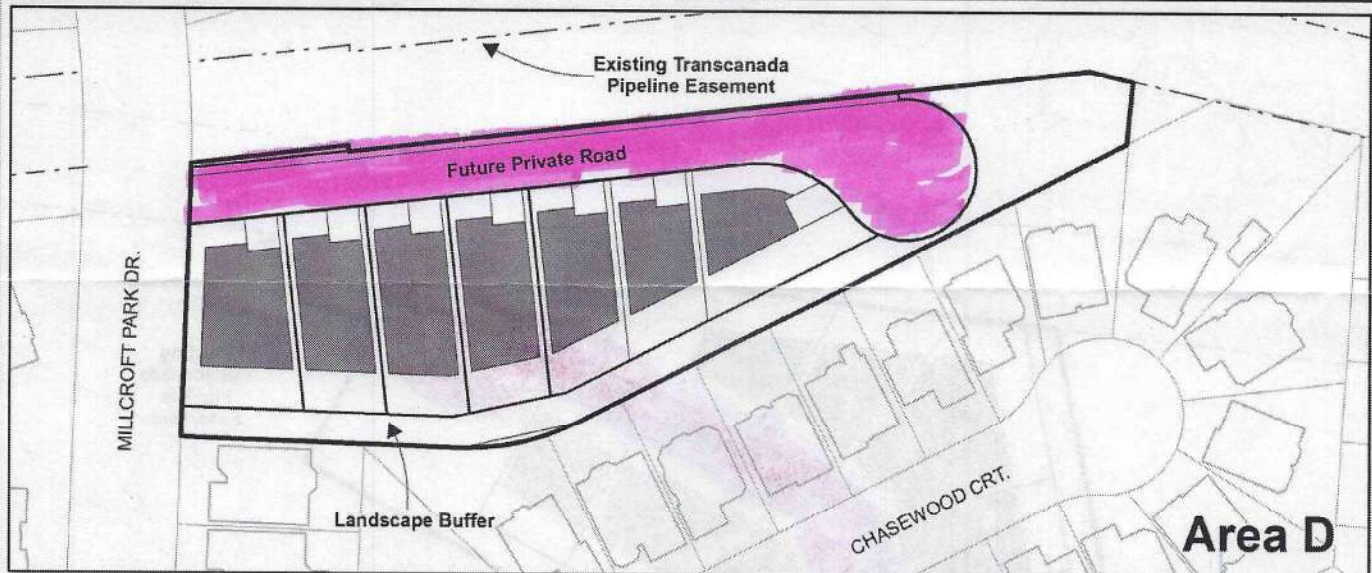 Existing Transcanada
Pipeline Easement
Future Private Road
MILLCROFT PARK DR.
Landscape Buffer
CHASEWOOD CRT.
Area D